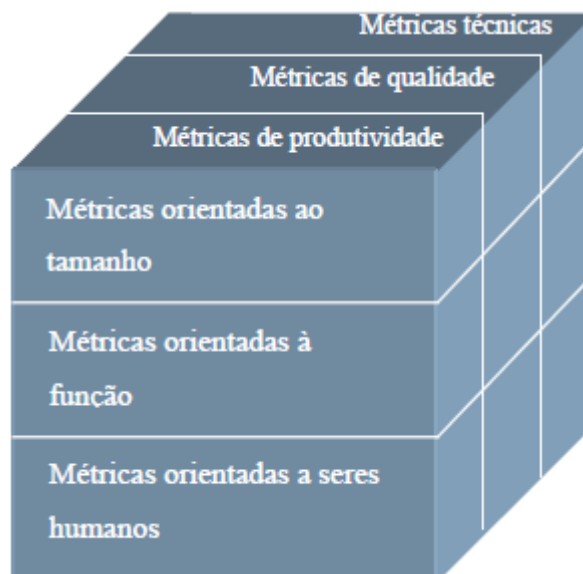 Métricas técnicas
Métricas de qualidade
Métricas de produtividade
Métricas orientadas ao
tamanho
Métricas orientadas à
função
Métricas orientadas a seres
humanos